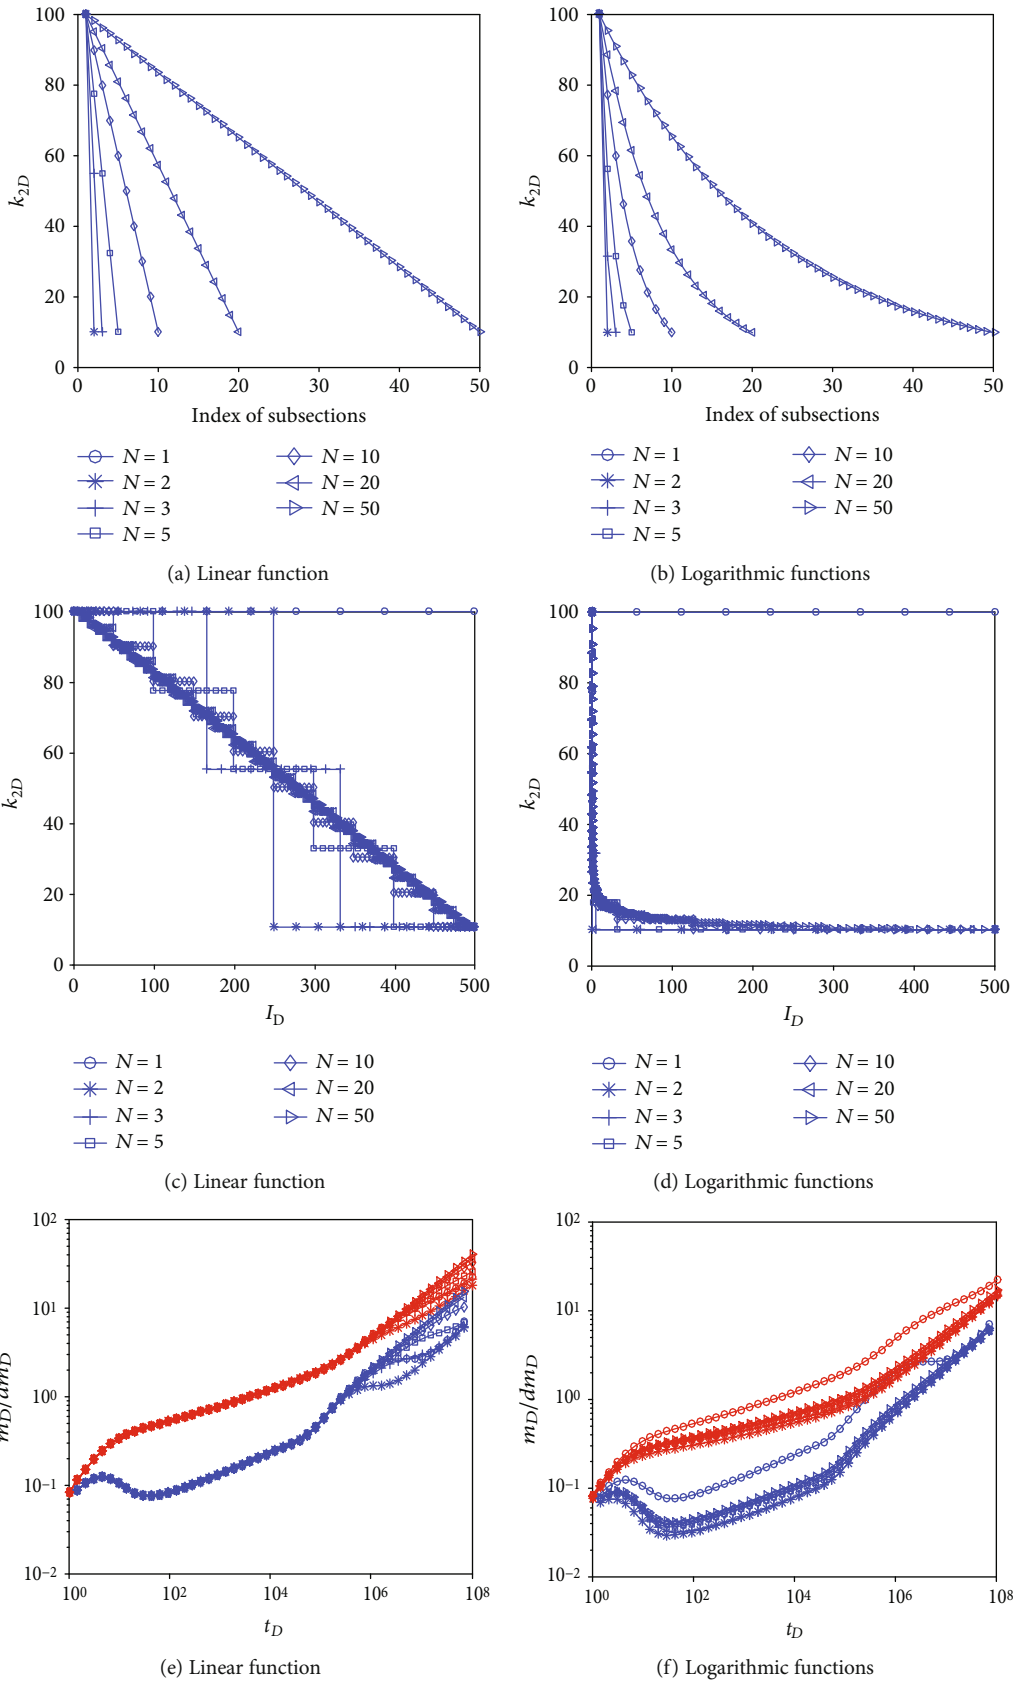 100
80
60
40
20
0
k2D
0 10 20 30 40 50
Index of subsections
N = 1
N = 2
N = 3
N = 5
N = 10
N = 20
N = 50
(a) Linear function
100
80
60
40
20
0
k2D
0 10 20 30 40 50
Index of subsections
N = 1
N = 2
N = 3
N = 5
N = 10
N = 20
N = 50
(b) Logarithmic functions
100
80
60
40
20
0
k2D
0 100 200 300 400 500
ID
N = 1
N = 2
N = 3
N = 5
N = 10
N = 20
N = 50
(c) Linear function
100
80
60
40
20
0
k2D
0 100 200 300 400 500
ID
N = 1
N = 2
N = 3
N = 5
N = 10
N = 20
N = 50
(d) Logarithmic functions
10²
10¹
10⁰
10⁻¹
10⁻²
mD/dmD
10⁰ 10² 10⁴ 10⁶ 10⁸
tD
(e) Linear function
10²
10¹
10⁰
10⁻¹
10⁻²
mD/dmD
10⁰ 10² 10⁴ 10⁶ 10⁸
tD
(f) Logarithmic functions